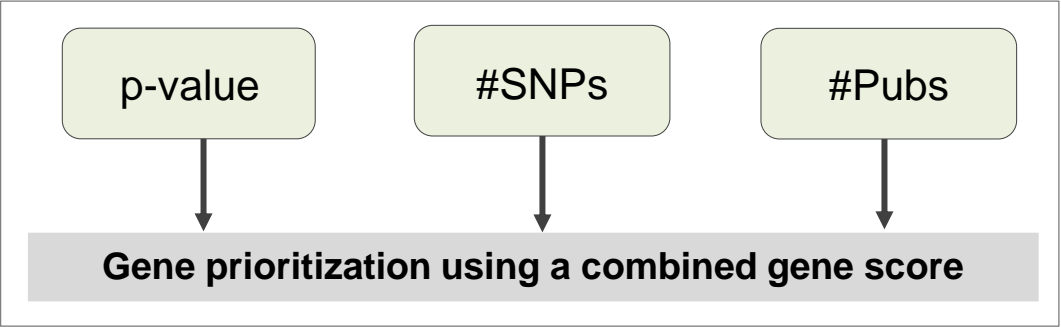 p-value
#SNPs
#Pubs
Gene prioritization using a combined gene score